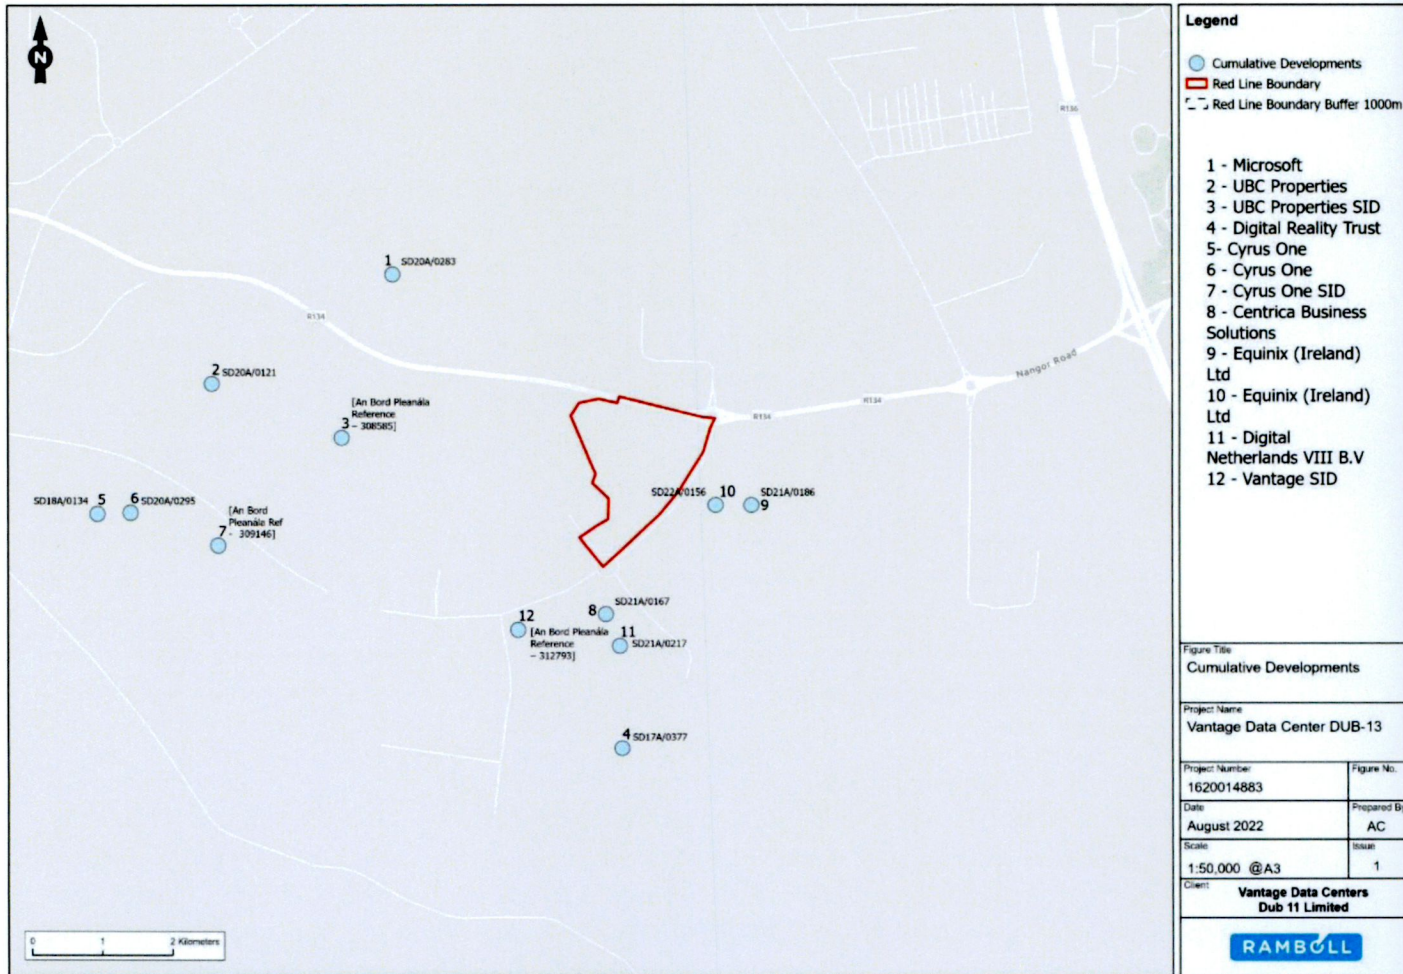 N
R136
1 SD20A/0283
R134
2 SD20A/0121
[An Bord Pleanála
Reference
3 – 308585]
Nangor Road
R134
R134
SD18A/0134 5
6 SD20A/0295
[An Bord
Pleanála Ref
7 - 309146]
SD22A/0156 10
SD21A/0186
9
8 SD21A/0167
12
[An Bord Pleanála
Reference
– 312793]
11
SD21A/0217
4 SD17A/0377
0 1 2 Kilometers
Legend
Cumulative Developments
Red Line Boundary
Red Line Boundary Buffer 1000m
1 - Microsoft
2 - UBC Properties
3 - UBC Properties SID
4 - Digital Reality Trust
5- Cyrus One
6 - Cyrus One
7 - Cyrus One SID
8 - Centrica Business
Solutions
9 - Equinix (Ireland)
Ltd
10 - Equinix (Ireland)
Ltd
11 - Digital
Netherlands VIII B.V
12 - Vantage SID
Figure Title
Cumulative Developments
Project Name
Vantage Data Center DUB-13
Project Number
1620014883
Figure No.
Date
August 2022
Prepared By
AC
Scale
1:50,000 @A3
Issue
1
Client
Vantage Data Centers
Dub 11 Limited
RAMBOLL